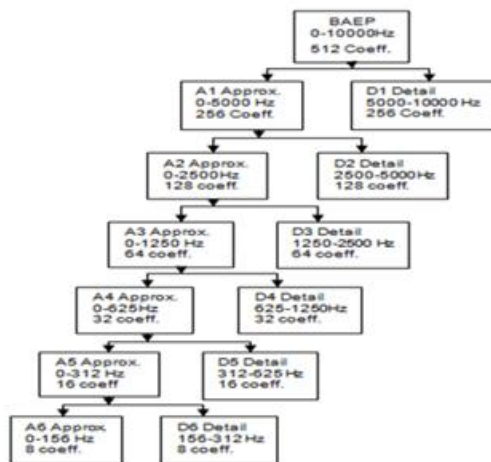 BAEP
0-10000Hz
512 Coeff.
A1 Approx.
0-5000 Hz
256 Coeff.
D1 Detail
5000-10000 Hz
256 Coeff.
A2 Approx.
0-2500Hz
128 coeff.
D2 Detail
2500-5000Hz
128 coeff.
A3 Approx.
0-1250 Hz
64 coeff.
D3 Detail
1250-2500 Hz
64 coeff.
A4 Approx.
0-625Hz
32 coeff.
D4 Detail
625-1250Hz
32 coeff.
A5 Approx.
0-312 Hz
16 coeff
D5 Detail
312-625 Hz
16 coeff.
A6 Approx.
0-156 Hz
8 coeff.
D6 Detail
156-312 Hz
8 coeff.